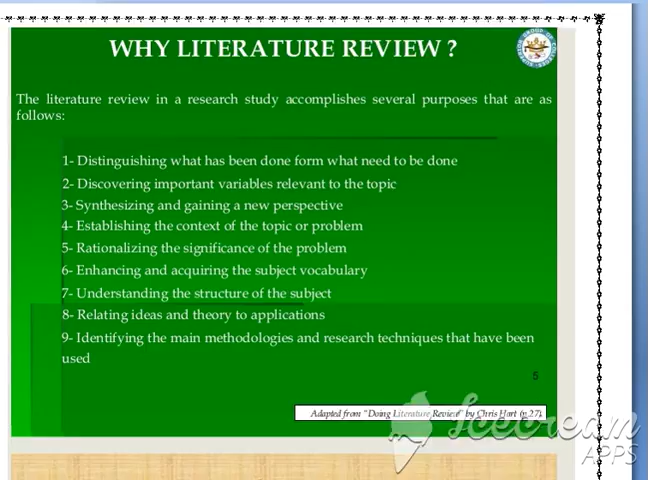 WHY LITERATURE REVIEW ?
The literature review in a research study accomplishes several purposes that are as
follows:
1- Distinguishing what has been done form what need to be done
2- Discovering important variables relevant to the topic
3- Synthesizing and gaining a new perspective
4- Establishing the context of the topic or problem
5- Rationalizing the significance of the problem
6- Enhancing and acquiring the subject vocabulary
7- Understanding the structure of the subject
8- Relating ideas and theory to applications
9- Identifying the main methodologies and research techniques that have been
used
5
Adapted from "Doing Literature Review" by Chris Hart (p.27).
Icecream
APPS